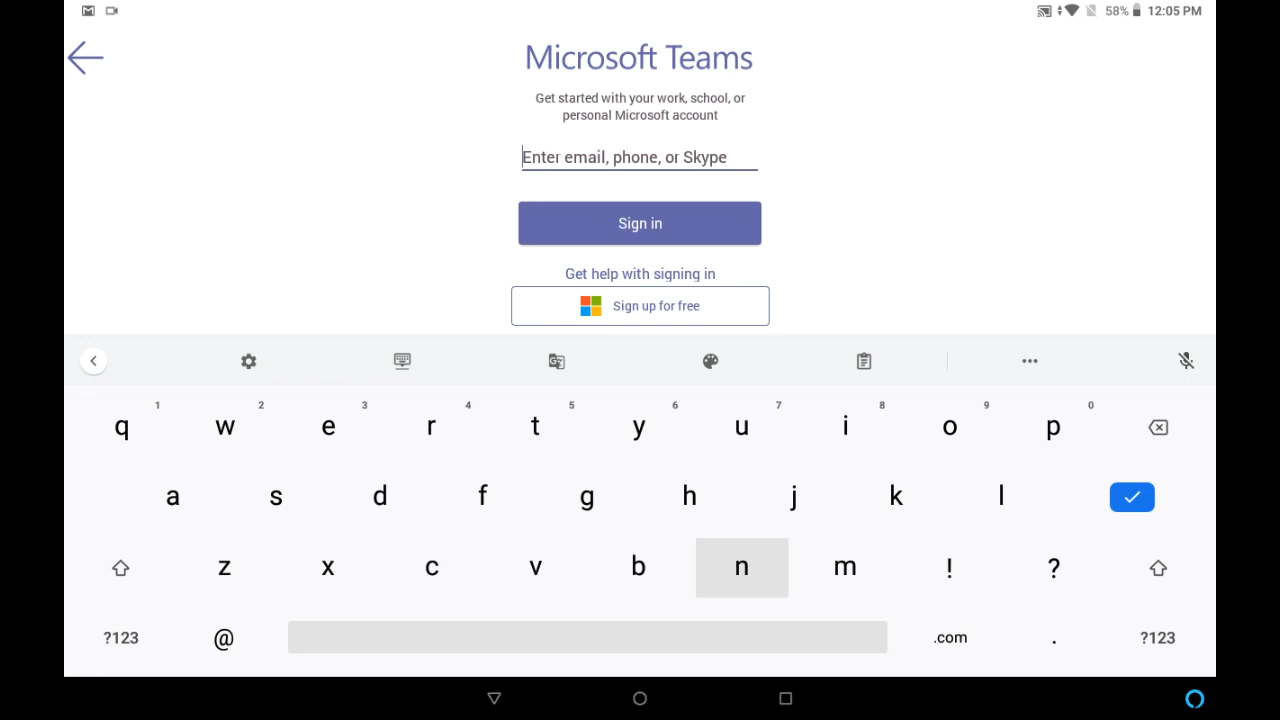 58% 12:05 PM
Microsoft Teams
Get started with your work, school, or
personal Microsoft account
Enter email, phone, or Skype
Sign in
Get help with signing in
Sign up for free
1 2 3 4 5 6 7 8 9 0
q w e r t y u i o p
a s d f g h j k l
z x c v b n m ! ?
?123 @ .com . ?123